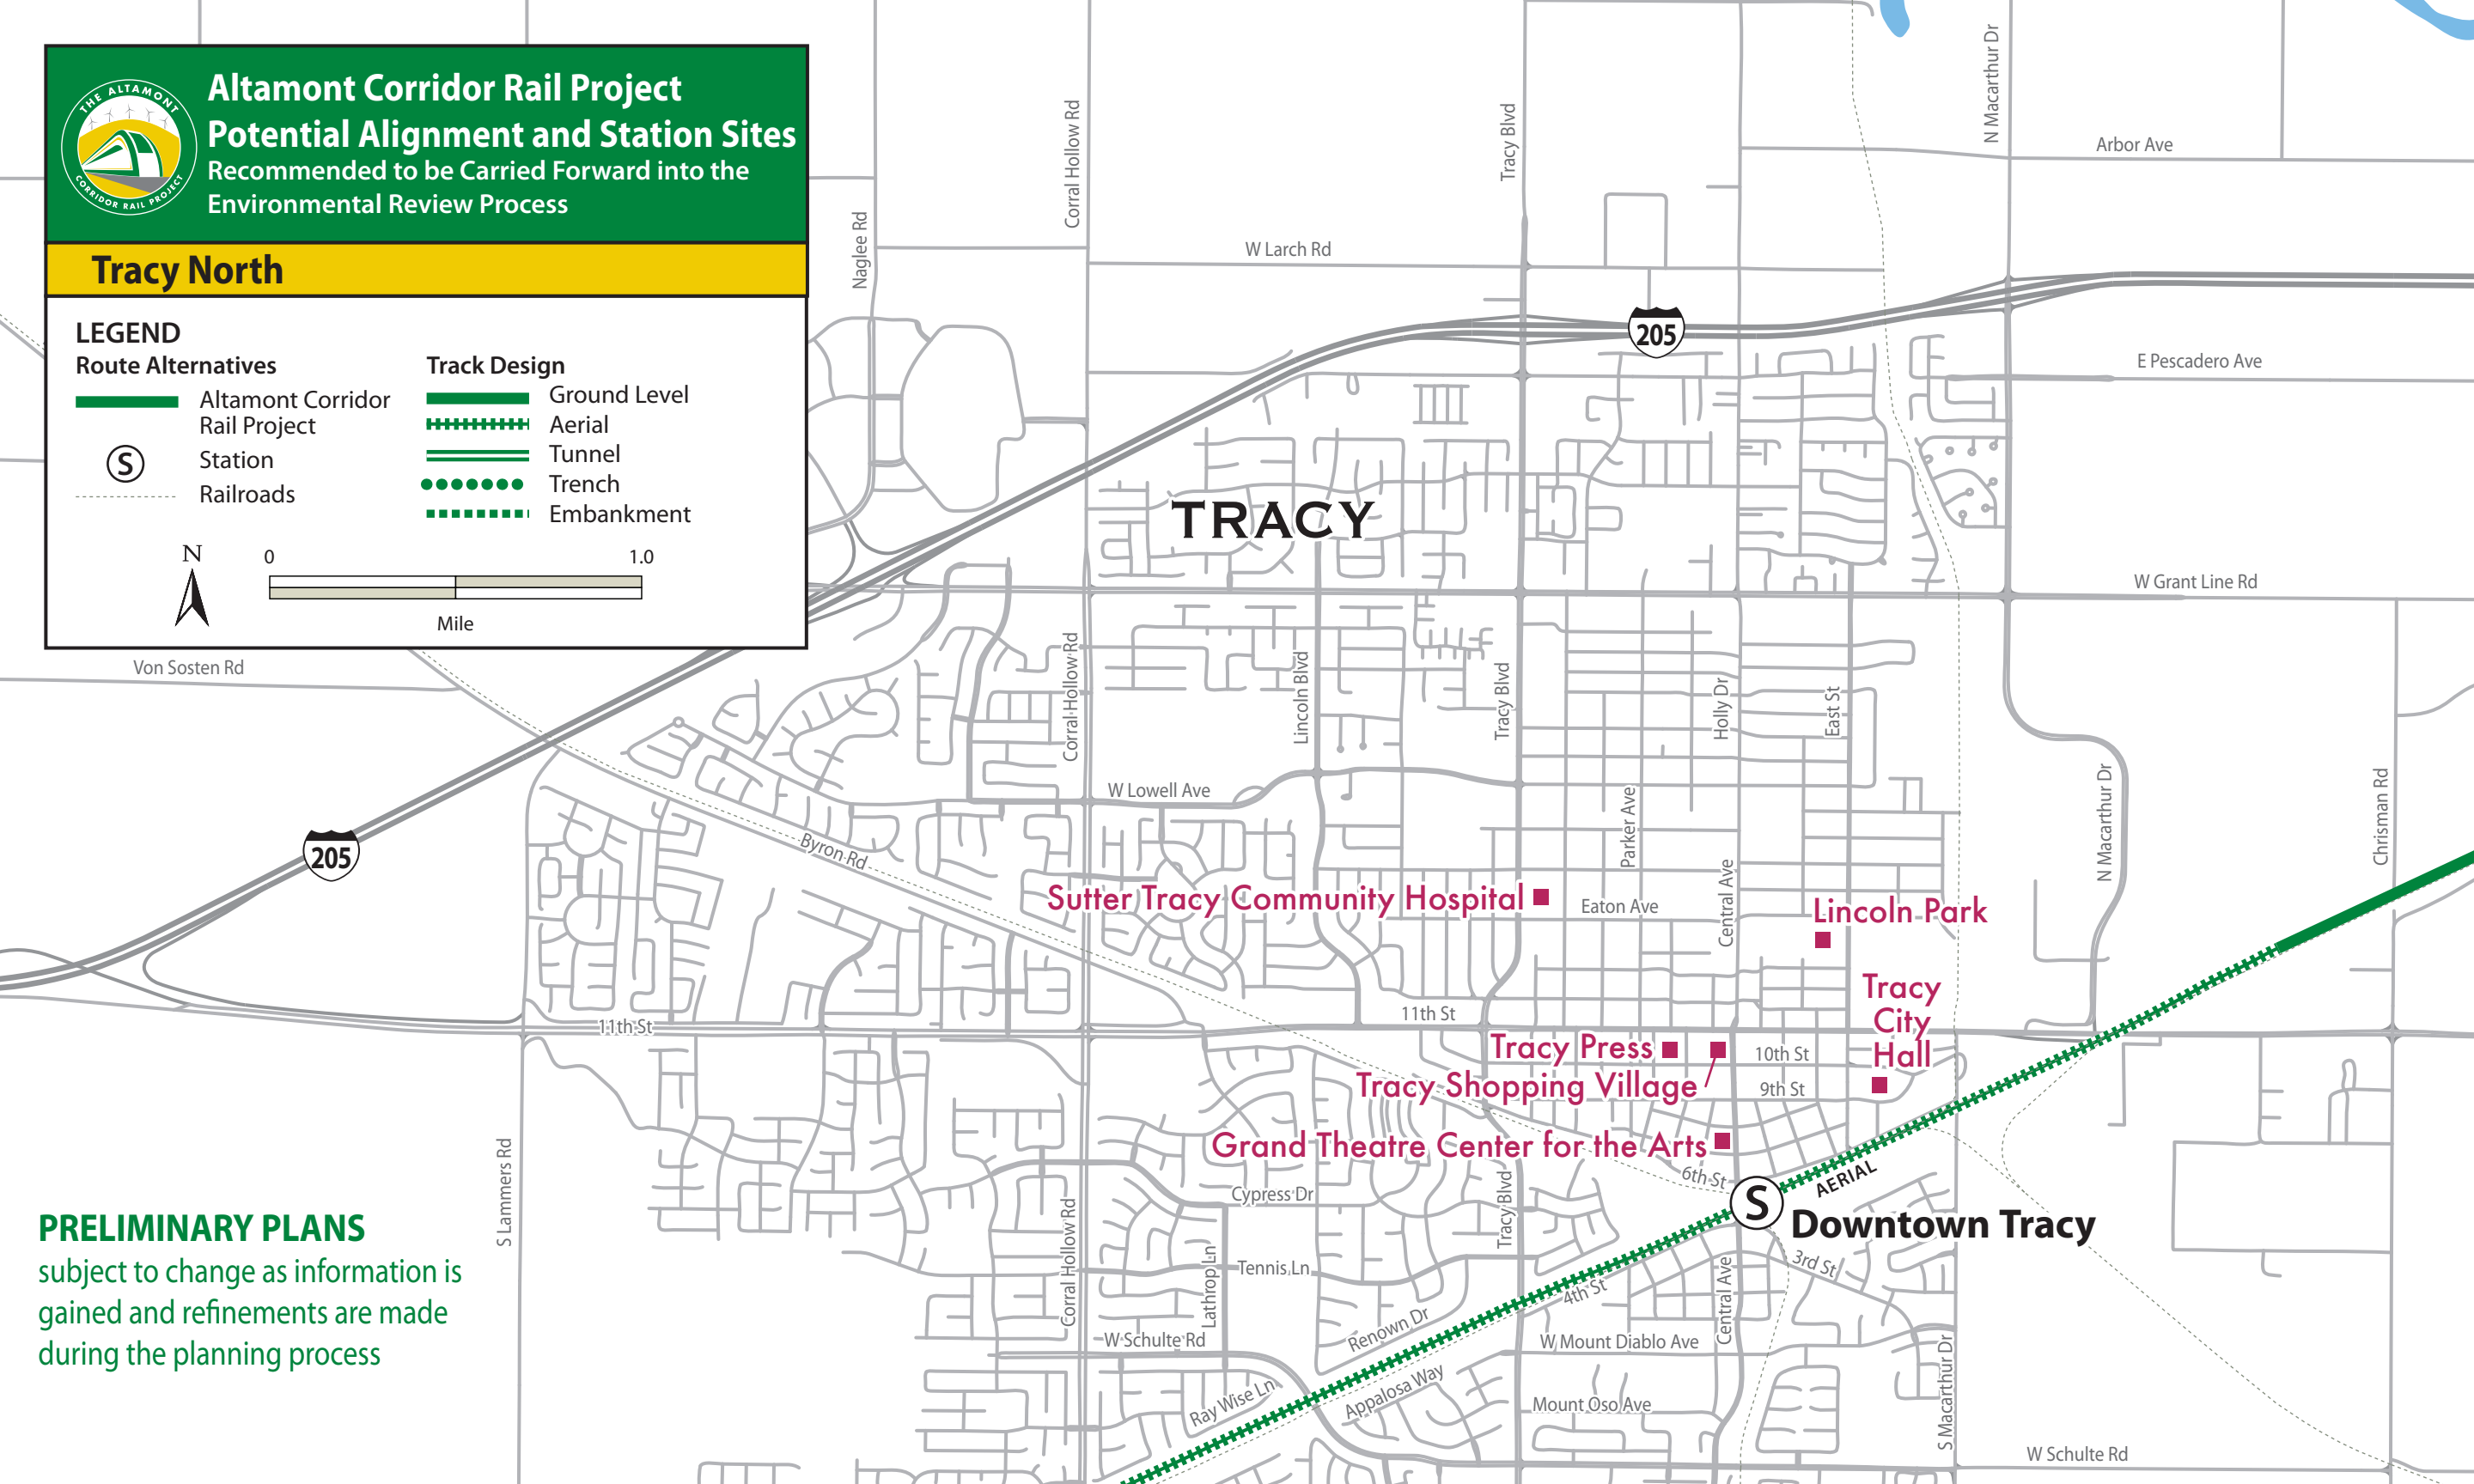 THE ALTAMONT
CORRIDOR RAIL PROJECT
Altamont Corridor Rail Project
Potential Alignment and Station Sites
Recommended to be Carried Forward into the
Environmental Review Process
Tracy North
LEGEND
Route Alternatives
Altamont Corridor
Rail Project
S
Station
Railroads
Track Design
Ground Level
Aerial
Tunnel
Trench
Embankment
N
0
1.0
Mile
Naglee Rd
Corral Hollow Rd
Tracy Blvd
N Macarthur Dr
Arbor Ave
W Larch Rd
205
E Pescadero Ave
TRACY
W Grant Line Rd
Von Sosten Rd
Corral Hollow Rd
Lincoln Blvd
Tracy Blvd
Holly Dr
East St
W Lowell Ave
Parker Ave
N Macarthur Dr
Chrisman Rd
205
Byron Rd
Sutter Tracy Community Hospital
Eaton Ave
Central Ave
Lincoln Park
Tracy
City
Hall
11th St
11th St
Tracy Press
10th St
Tracy Shopping Village
9th St
Grand Theatre Center for the Arts
6th St
AERIAL
S
Downtown Tracy
S Lammers Rd
Cypress Dr
Tracy Blvd
Corral Hollow Rd
Lathrop Ln
Tennis Ln
3rd St
4th St
Central Ave
Renown Dr
W Schulte Rd
W Mount Diablo Ave
Ray Wise Ln
Appalosa Way
Mount Oso Ave
S Macarthur Dr
W Schulte Rd
PRELIMINARY PLANS
subject to change as information is
gained and refinements are made
during the planning process